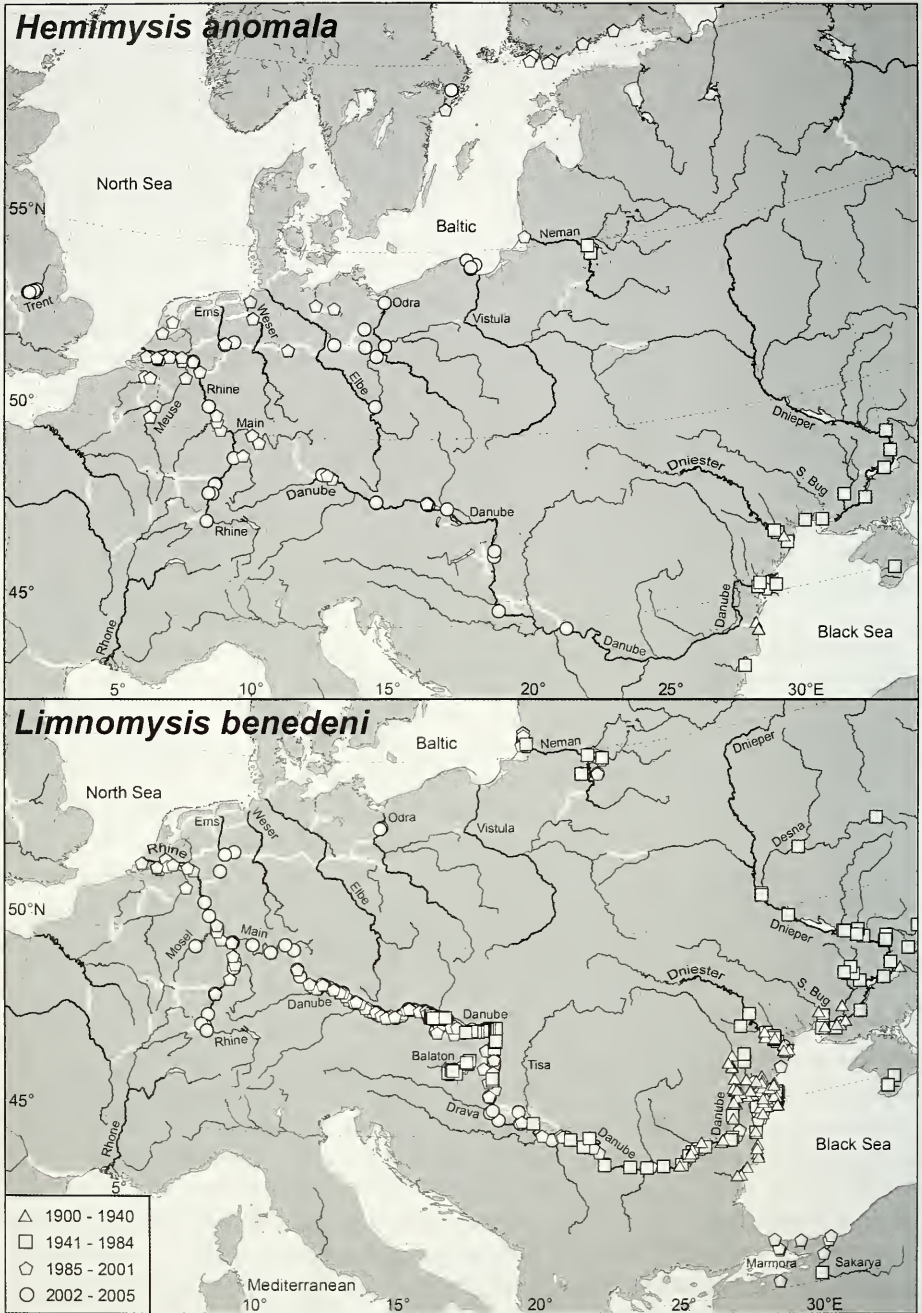 Hemimysis anomala
North Sea
55°N
Baltic
Neman
Trent
Ems
Weser
Odra
Vistula
Elbe
50°
Rhine
Meuse
Main
Dnieper
Dniester
S. Bug
Danube
Danube
Rhine
45°
Danube
Danube
Rhone
Black Sea
5°
10°
15°
20°
25°
30°E
Limnomysis benedeni
Baltic
Neman
Dnieper
North Sea
Ems
Weser
Odra
Vistula
Desna
Rhine
Elbe
50°N
Mosel
Main
Dnieper
Dniester
S. Bug
Danube
Danube
Rhine
Balaton
Tisa
45°
Drava
Danube
Danube
Rhone
Black Sea
5°
1900 - 1940
1941 - 1984
1985 - 2001
2002 - 2005
Marmora
Sakarya
Mediterranean
10°
15°
20°
25°
30°E